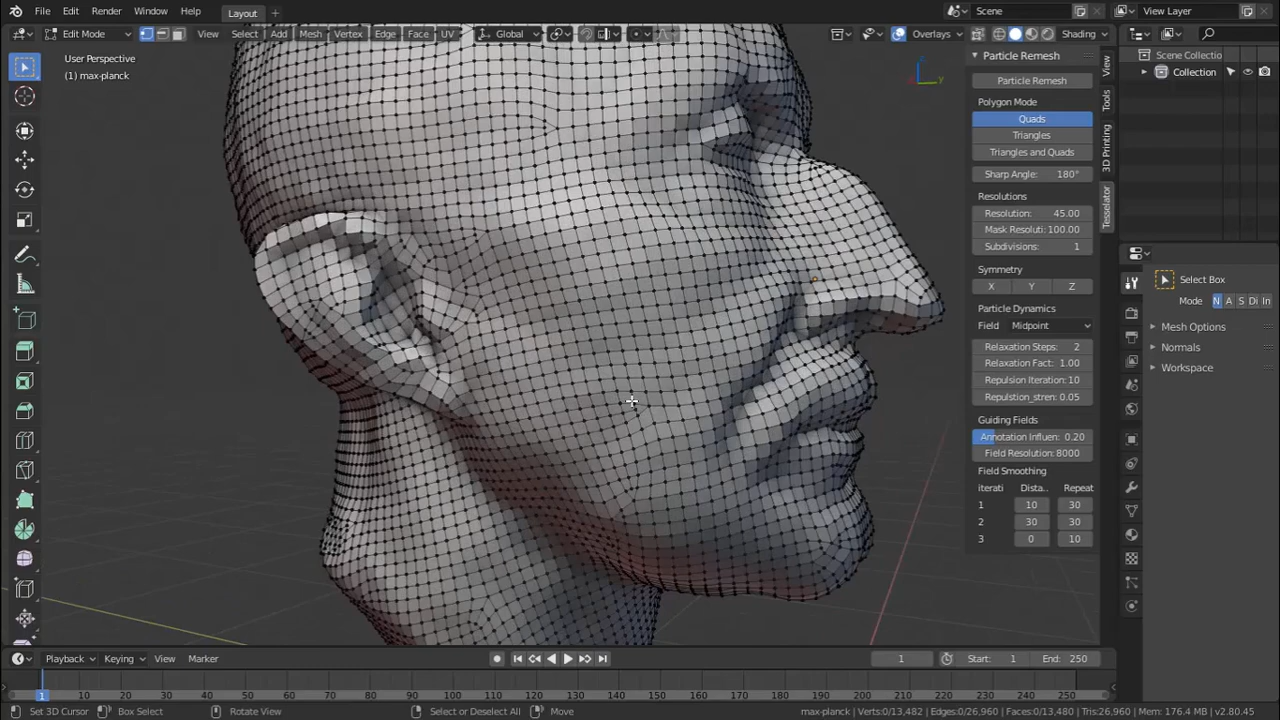 File Edit Render Window Help Layout + Scene View Layer
Edit Mode View Select Add Mesh Vertex Edge Face UV Global Overlays Shading
User Perspective
(1) max-planck
Particle Remesh
Particle Remesh
Polygon Mode
Quads
Triangles
Triangles and Quads
Sharp Angle: 180°
Resolutions
Resolution: 45.00
Mask Resoluti: 100.00
Subdivisions: 1
Symmetry
X Y Z
Particle Dynamics
Field Midpoint
Relaxation Steps: 2
Relaxation Fact: 1.00
Repulsion Iteration: 10
Repulstion_stren: 0.05
Guiding Fields
Annotation Influen: 0.20
Field Resolution: 8000
Field Smoothing
iterati Dista.. Repeat
1 10 30
2 30 30
3 0 10
View
Tools
3D Printing
Tesselator
Scene Collectio
Collection
Select Box
Mode N A S Di In
Mesh Options
Normals
Workspace
Playback Keying View Marker 1 Start: 1 End: 250
1 10 20 30 40 50 60 70 80 90 100 110 120 130 140 150 160 170 180 190 200 210 220 230 240 250
Set 3D Cursor Box Select Rotate View Select or Deselect All Move max-planck | Verts:0/13,482 | Edges:0/26,960 | Faces:0/13,480 | Tris:26,960 | Mem: 176.4 MB | v2.80.45